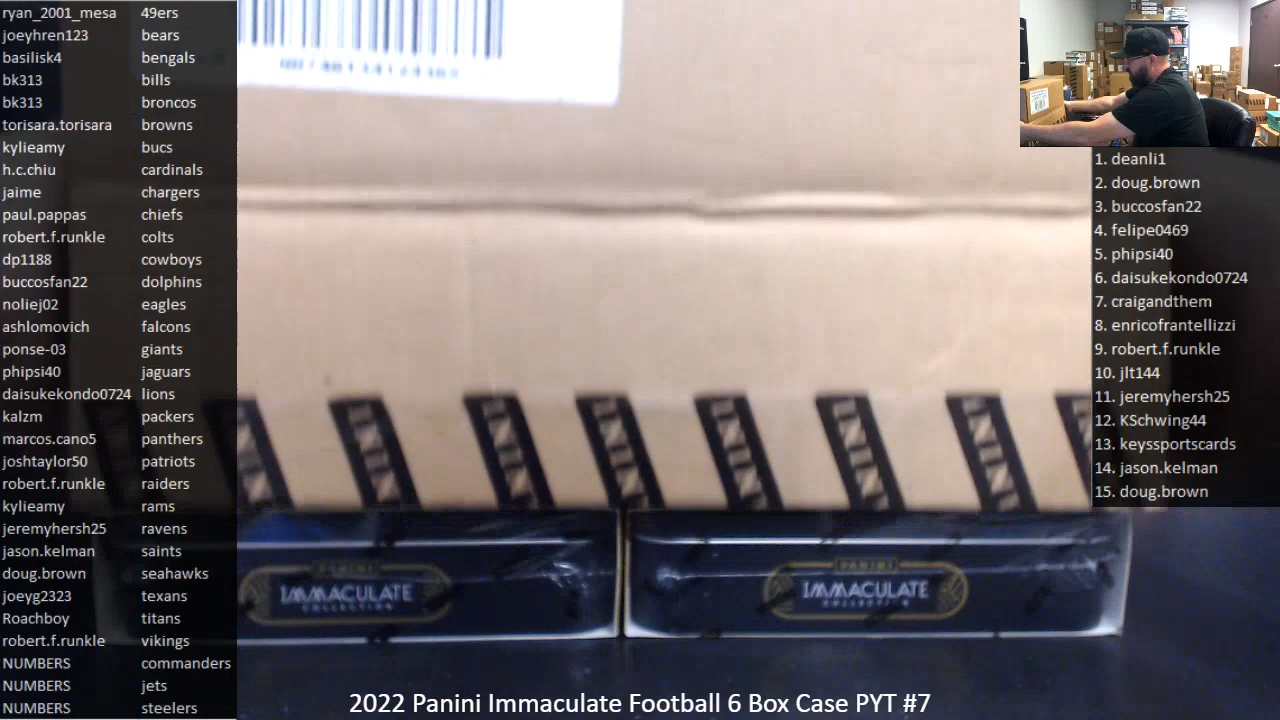 ryan_2001_mesa 49ers
joeyhren123 bears
basilisk4 bengals
bk313 bills
bk313 broncos
torisara.torisara browns
kylieamy bucs
h.c.chiu cardinals
jaime chargers
paul.pappas chiefs
robert.f.runkle colts
dp1188 cowboys
buccosfan22 dolphins
noliej02 eagles
ashlomovich falcons
ponse-03 giants
phipsi40 jaguars
daisukekondo0724 lions
kalzm packers
marcos.cano5 panthers
joshtaylor50 patriots
robert.f.runkle raiders
kylieamy rams
jeremyhersh25 ravens
jason.kelman saints
doug.brown seahawks
joeyg2323 texans
Roachboy titans
robert.f.runkle vikings
NUMBERS commanders
NUMBERS jets
NUMBERS steelers
1. deanli1
2. doug.brown
3. buccosfan22
4. felipe0469
5. phipsi40
6. daisukekondo0724
7. craigandthem
8. enricofrantellizzi
9. robert.f.runkle
10. jlt144
11. jeremyhersh25
12. KSchwing44
13. keyssportscards
14. jason.kelman
15. doug.brown
PANINI
IMMACULATE
COLLECTION
PANINI
IMMACULATE
COLLECTION
2022 Panini Immaculate Football 6 Box Case PYT #7